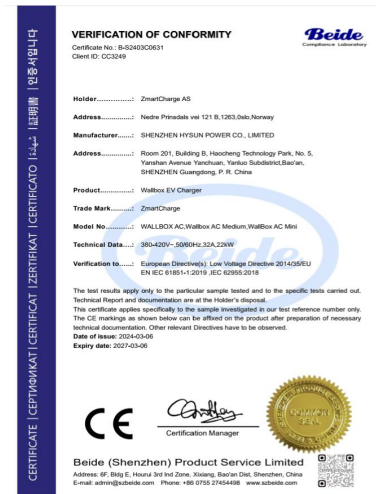 VERIFICATION OF CONFORMITY
Certificate No.: B-S2403C0631
Client ID: CC3249
Beide
Compliance Laboratory
Holder...............: ZmartCharge AS
Address..............: Nedre Prinsdals vei 121 B,1263,0slo,Norway
Manufacturer.......: SHENZHEN HYSUN POWER CO., LIMITED
Address..............: Room 201, Building B, Haocheng Technology Park, No. 5,
Yanshan Avenue Yanchuan, Yanluo Subdistrict,Bao'an,
SHENZHEN Guangdong, P. R. China
Product...............: Wallbox EV Charger
Trade Mark..........: ZmartCharge
Model No.............: WALLBOX AC,Wallbox AC Medium,WallBox AC Mini
Technical Data....: 380-420V~,50/60Hz,32A,22kW
Verification to......: European Directive(s): Low Voltage Directive 2014/35/EU
EN IEC 61851-1:2019 ,IEC 62955:2018
The test results apply only to the particular sample tested and to the specific tests carried out.
Technical Report and documentation are at the Holder's disposal.
This certificate applies specifically to the sample investigated in our test reference number only.
The CE markings as shown below can be affixed on the product after preparation of necessary
technical documentation. Other relevant Directives have to be observed.
Date of issue: 2024-03-06
Expiry date: 2027-03-06
CE
Certification Manager
COMMON
SEAL
Beide (Shenzhen) Product Service Limited
Address: 6F, Bldg E, Hourui 3rd Ind Zone, Xixiang, Bao'an Dist, Shenzhen, China
E-mail: admin@szbeide.com Phone: +86 0755 27454498 www.szbeide.com
CERTIFICATE | СЕРТИФИКАТ | CERTIFICAT | ZERTIFIKAT | CERTIFICATO | شهادة | 証明書 | 인증서입니다